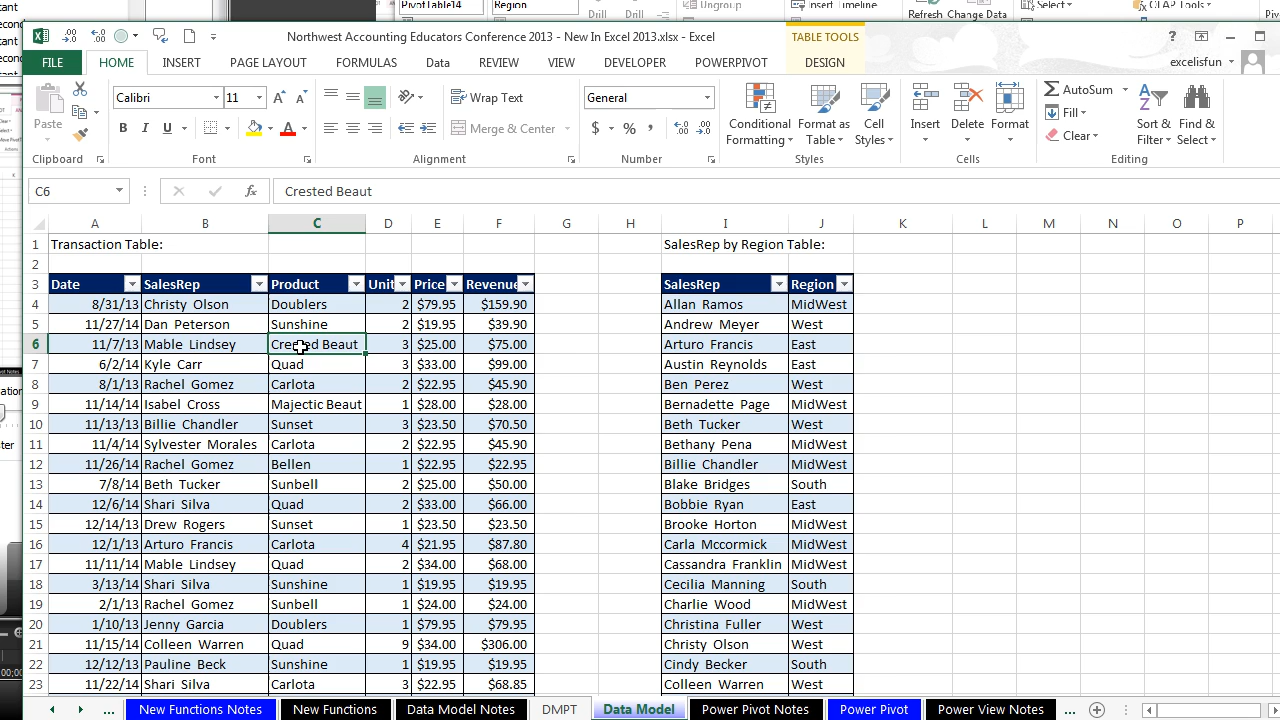 PivotTable14
Region
Drill
Drill
Ungroup
Insert Timeline
Refresh Change Data
Select
OLAP Tools
Northwest Accounting Educators Conference 2013 - New In Excel 2013.xlsx - Excel
TABLE TOOLS
FILE HOME INSERT PAGE LAYOUT FORMULAS Data REVIEW VIEW DEVELOPER POWERPIVOT DESIGN excelisfun
Calibri 11 Wrap Text General AutoSum
Paste Conditional Formatting Format as Table Cell Styles Insert Delete Format Fill Sort & Filter Find & Select
B I U A Merge & Center $ % , Clear
Clipboard Font Alignment Number Styles Cells Editing
C6 fx Crested Beaut
A B C D E F G H I J K L M N O P
1 Transaction Table: SalesRep by Region Table:
2
3 Date SalesRep Product Unit Price Revenue SalesRep Region
4 8/31/13 Christy Olson Doublers 2 $79.95 $159.90 Allan Ramos MidWest
5 11/27/14 Dan Peterson Sunshine 2 $19.95 $39.90 Andrew Meyer West
6 11/7/13 Mable Lindsey Crested Beaut 3 $25.00 $75.00 Arturo Francis East
7 6/2/14 Kyle Carr Quad 3 $33.00 $99.00 Austin Reynolds East
8 8/1/13 Rachel Gomez Carlota 2 $22.95 $45.90 Ben Perez West
9 11/14/14 Isabel Cross Majectic Beaut 1 $28.00 $28.00 Bernadette Page MidWest
10 11/13/13 Billie Chandler Sunset 3 $23.50 $70.50 Beth Tucker West
11 11/4/14 Sylvester Morales Carlota 2 $22.95 $45.90 Bethany Pena MidWest
12 11/26/14 Rachel Gomez Bellen 1 $22.95 $22.95 Billie Chandler MidWest
13 7/8/14 Beth Tucker Sunbell 2 $25.00 $50.00 Blake Bridges South
14 12/6/14 Shari Silva Quad 2 $33.00 $66.00 Bobbie Ryan East
15 12/14/13 Drew Rogers Sunset 1 $23.50 $23.50 Brooke Horton MidWest
16 12/1/13 Arturo Francis Carlota 4 $21.95 $87.80 Carla Mccormick MidWest
17 11/11/14 Mable Lindsey Quad 2 $34.00 $68.00 Cassandra Franklin MidWest
18 3/13/14 Shari Silva Sunshine 1 $19.95 $19.95 Cecilia Manning South
19 2/1/13 Rachel Gomez Sunbell 1 $24.00 $24.00 Charlie Wood MidWest
20 1/10/13 Jenny Garcia Doublers 1 $79.95 $79.95 Christina Fuller West
21 11/15/14 Colleen Warren Quad 9 $34.00 $306.00 Christy Olson West
22 12/12/13 Pauline Beck Sunshine 1 $19.95 $19.95 Cindy Becker South
23 11/22/14 Shari Silva Carlota 3 $22.95 $68.85 Colleen Warren West
... New Functions Notes New Functions Data Model Notes DMPT Data Model Power Pivot Notes Power Pivot Power View Notes ...